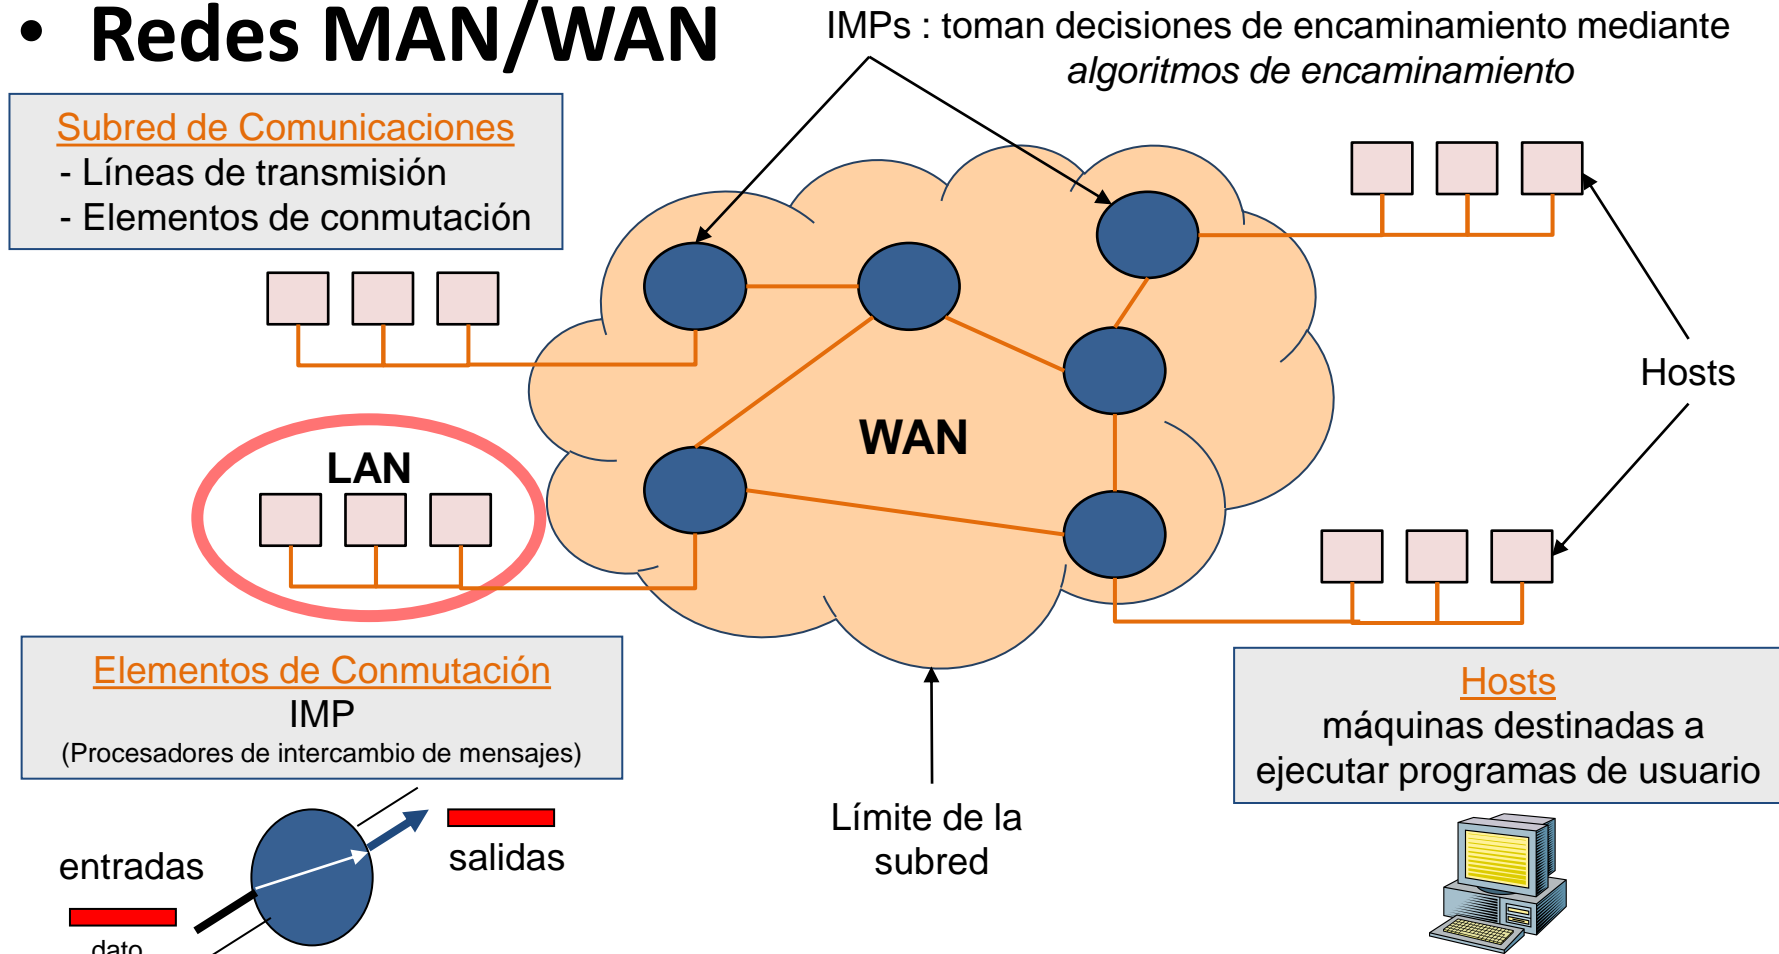 • Redes MAN/WAN
IMPs : toman decisiones de encaminamiento mediante
algoritmos de encaminamiento
Subred de Comunicaciones
- Líneas de transmisión
- Elementos de conmutación
Hosts
WAN
LAN
Elementos de Conmutación
IMP
(Procesadores de intercambio de mensajes)
Hosts
máquinas destinadas a
ejecutar programas de usuario
Límite de la
subred
entradas
salidas
dato